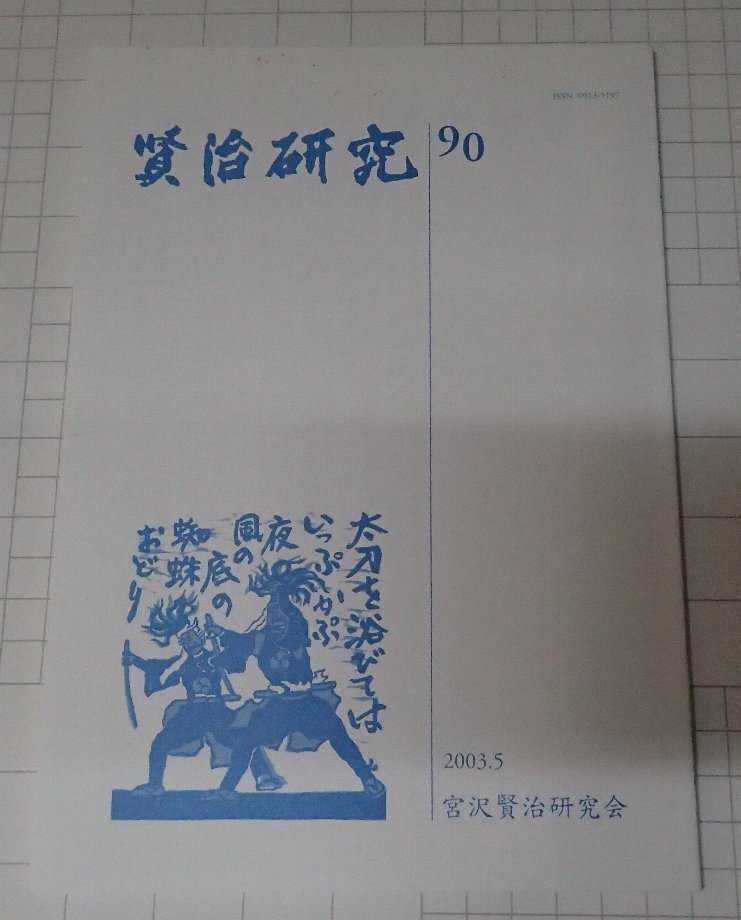 ISSN 0913-5197
賢治研究
90
太刀を浴びては
いっぷかぷ
夜
風の
底の
蜘蛛
おどり
2003.5
宮沢賢治研究会